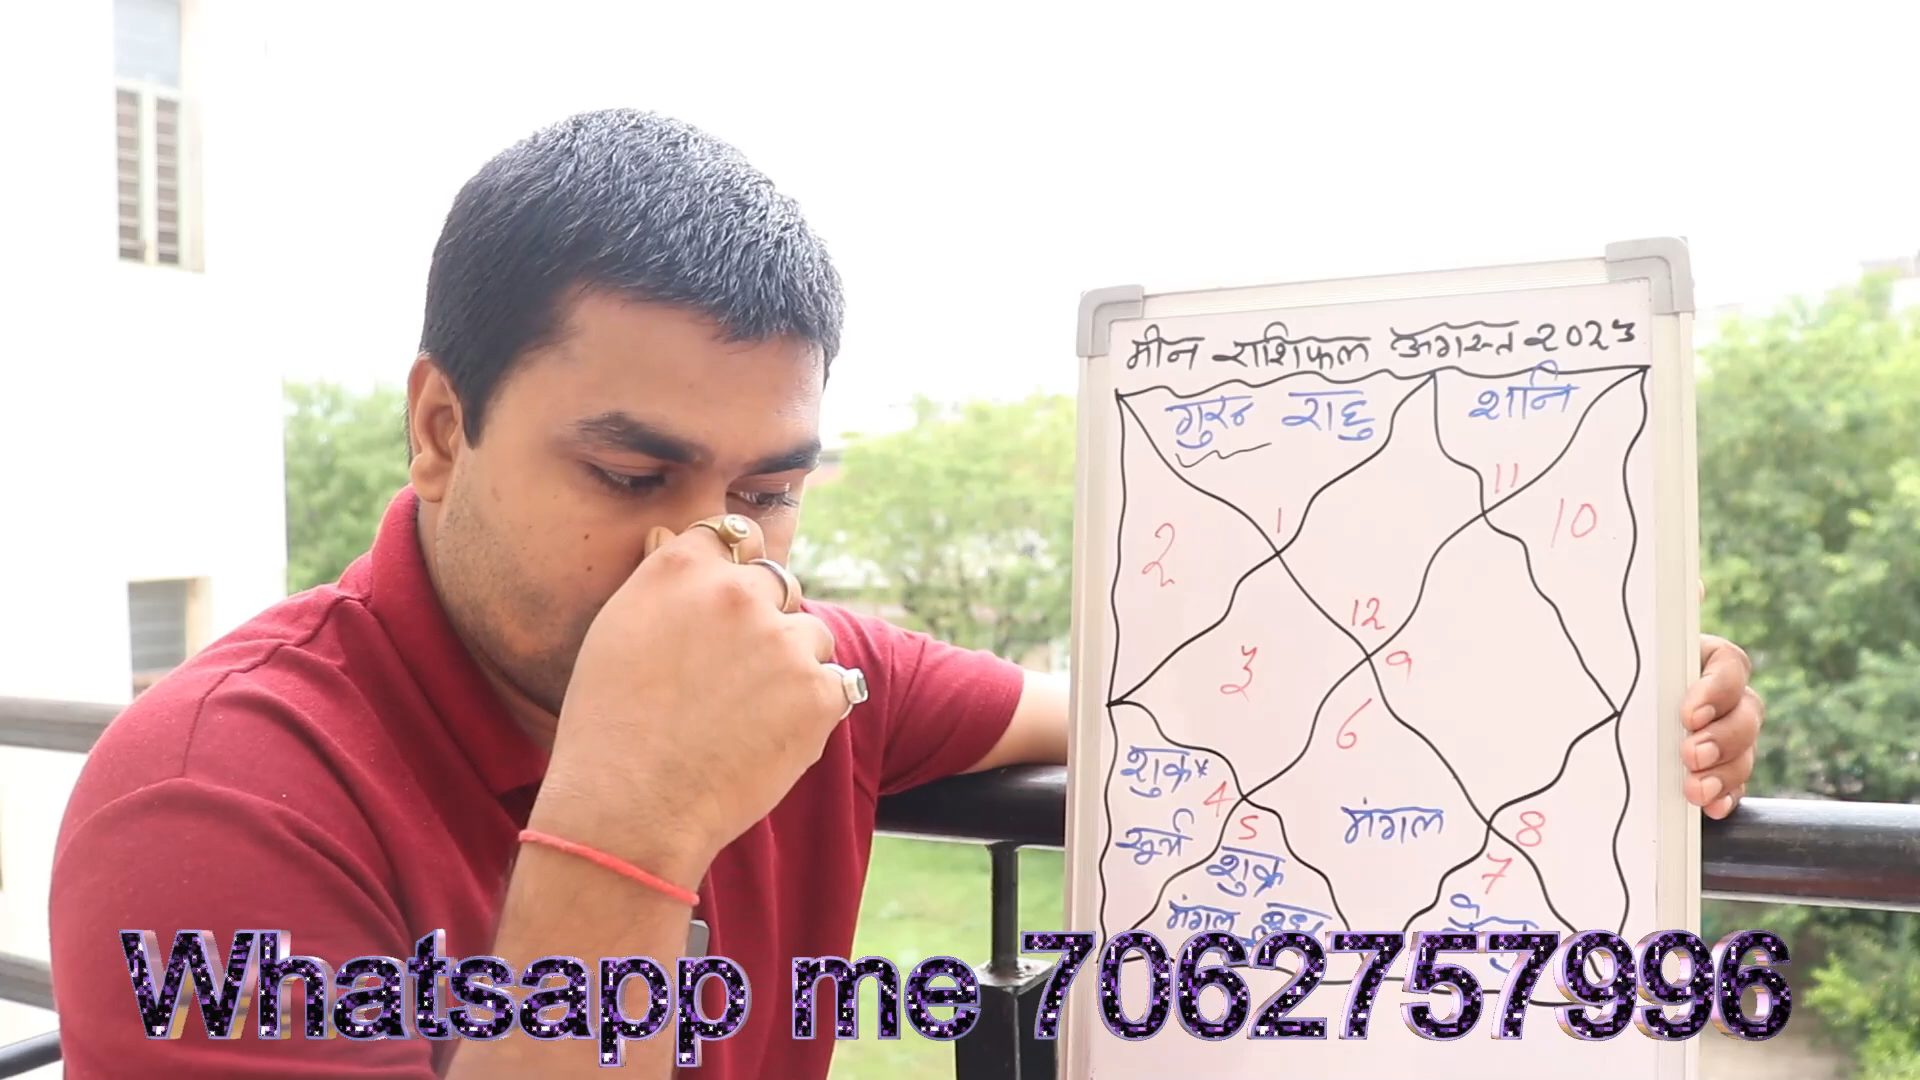 मीन राशिफल अगस्त 2023
गुरु राहु
शनि
11
10
1
2
12
9
3
6
शुक्र*
4
5
सूर्य
मंगल
8
शुक्र
7
मंगल बुध
Whatsapp me 7062757996